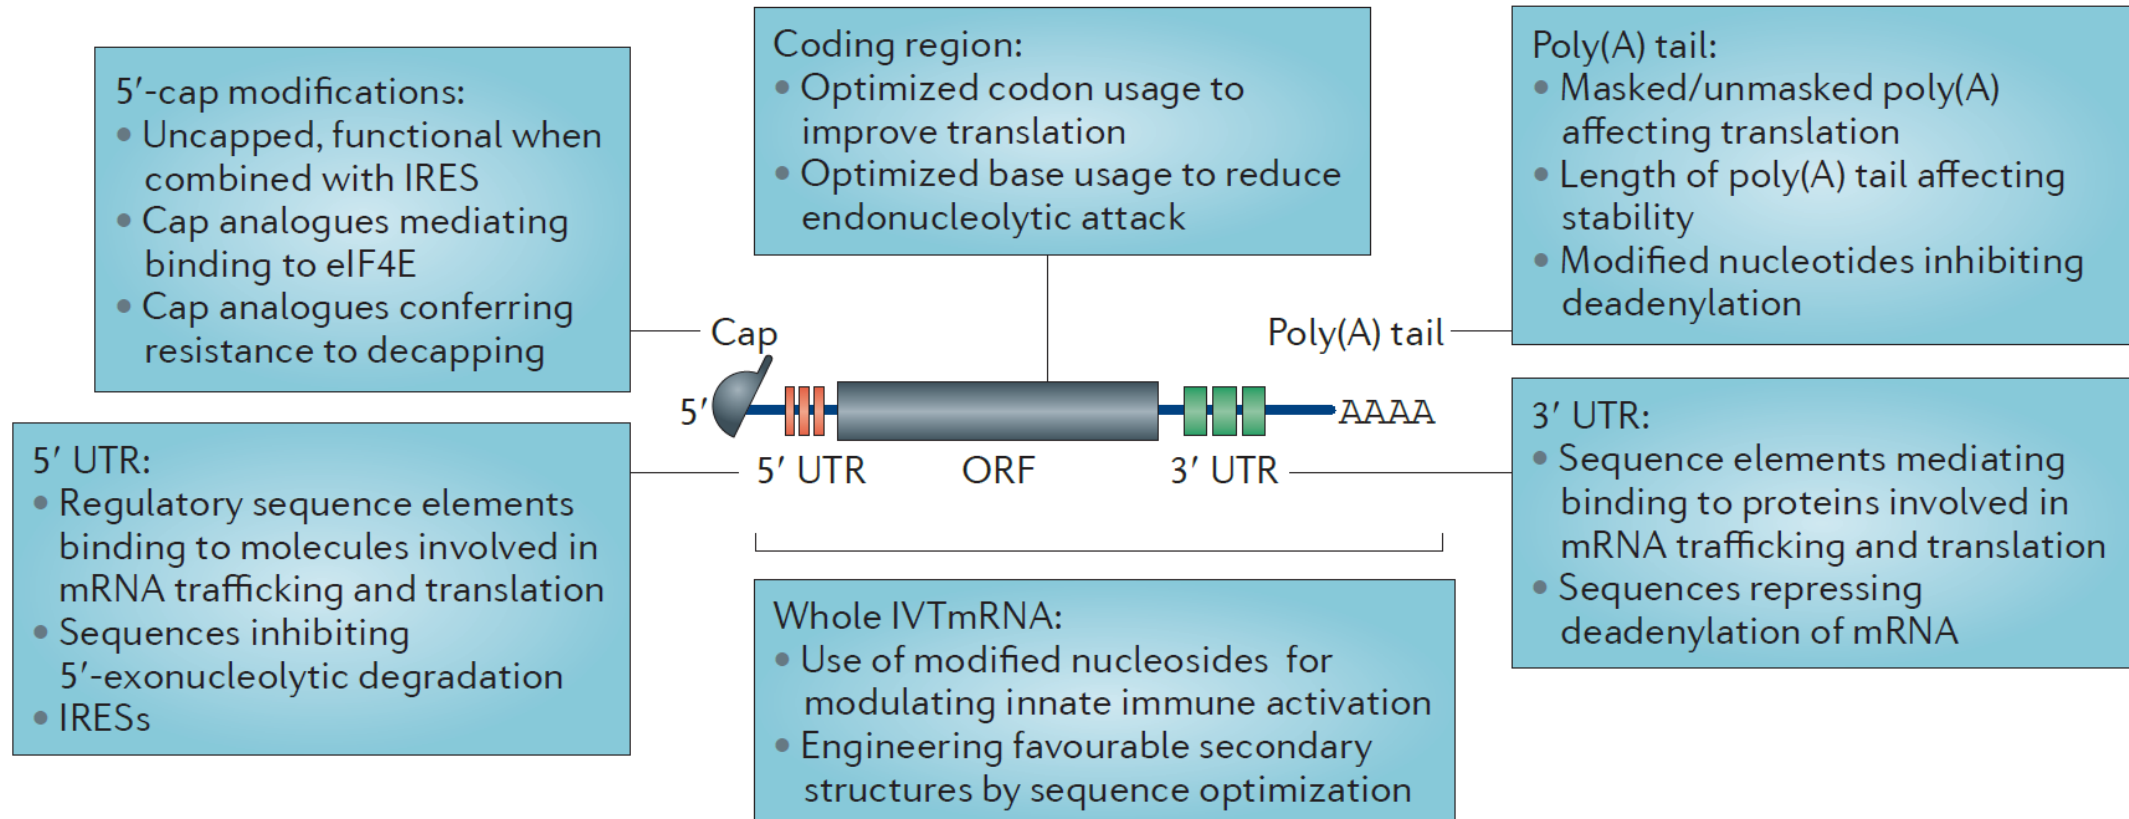 5′-cap modifications:
• Uncapped, functional when
combined with IRES
• Cap analogues mediating
binding to eIF4E
• Cap analogues conferring
resistance to decapping
Coding region:
• Optimized codon usage to
improve translation
• Optimized base usage to reduce
endonucleolytic attack
Poly(A) tail:
• Masked/unmasked poly(A)
affecting translation
• Length of poly(A) tail affecting
stability
• Modified nucleotides inhibiting
deadenylation
Cap
Poly(A) tail
5′
AAAA
5′ UTR
ORF
3′ UTR
5′ UTR:
• Regulatory sequence elements
binding to molecules involved in
mRNA trafficking and translation
• Sequences inhibiting
5′-exonucleolytic degradation
• IRESs
Whole IVTmRNA:
• Use of modified nucleosides for
modulating innate immune activation
• Engineering favourable secondary
structures by sequence optimization
3′ UTR:
• Sequence elements mediating
binding to proteins involved in
mRNA trafficking and translation
• Sequences repressing
deadenylation of mRNA